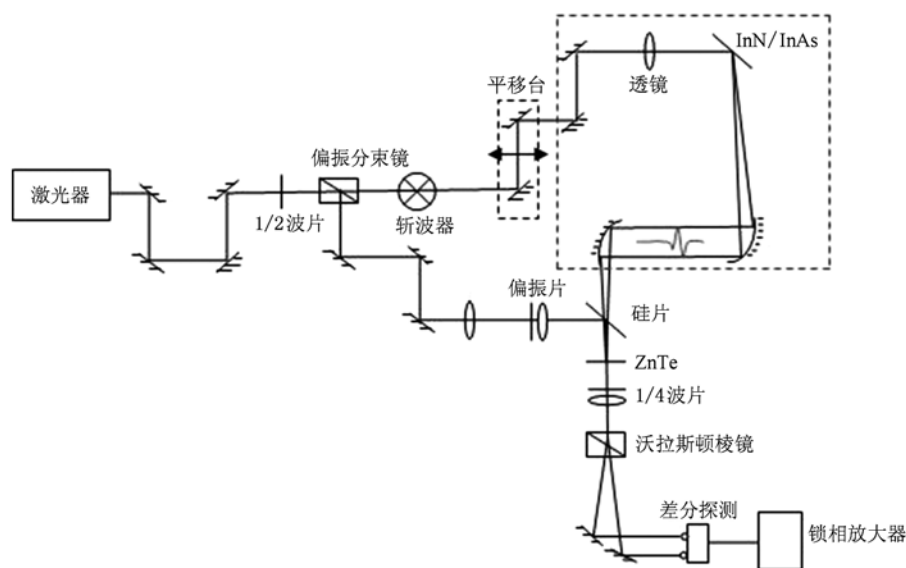 InN/InAs
透镜
平移台
偏振分束镜
激光器
1/2波片
斩波器
偏振片
硅片
ZnTe
1/4波片
沃拉斯顿棱镜
差分探测
锁相放大器